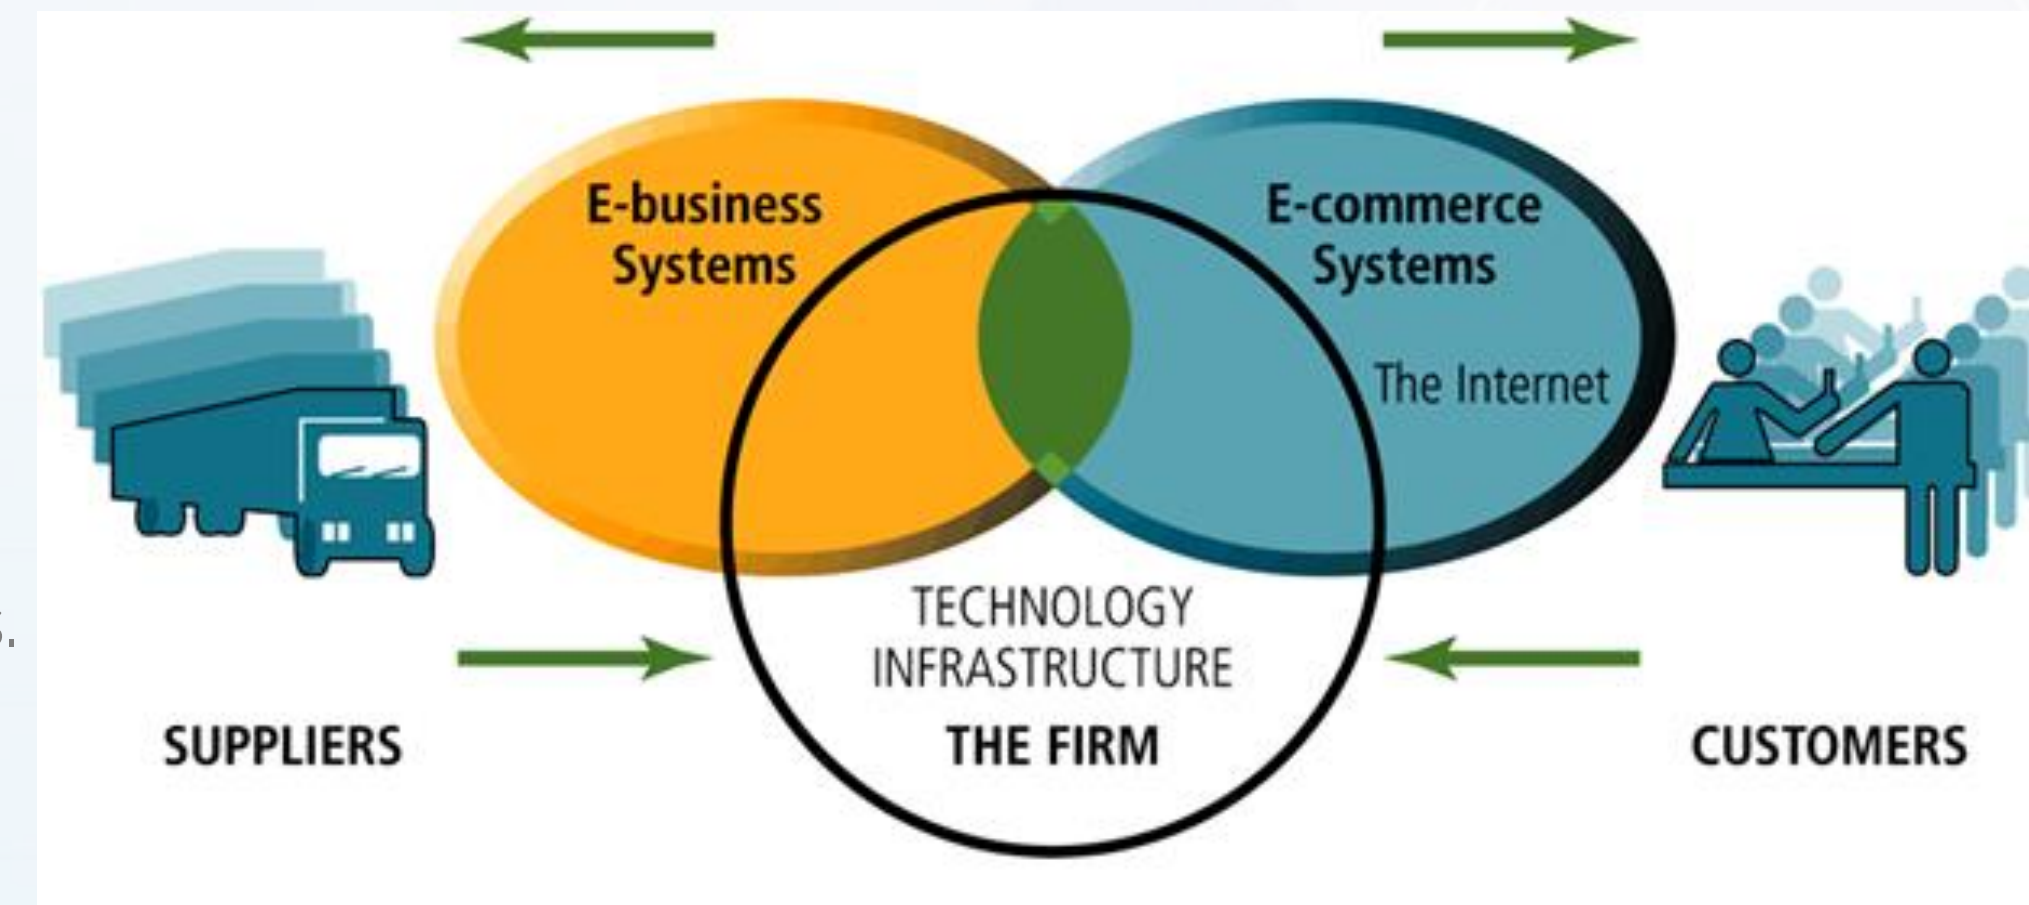 E-business
Systems
E-commerce
Systems
The Internet
TECHNOLOGY
INFRASTRUCTURE
SUPPLIERS
THE FIRM
CUSTOMERS